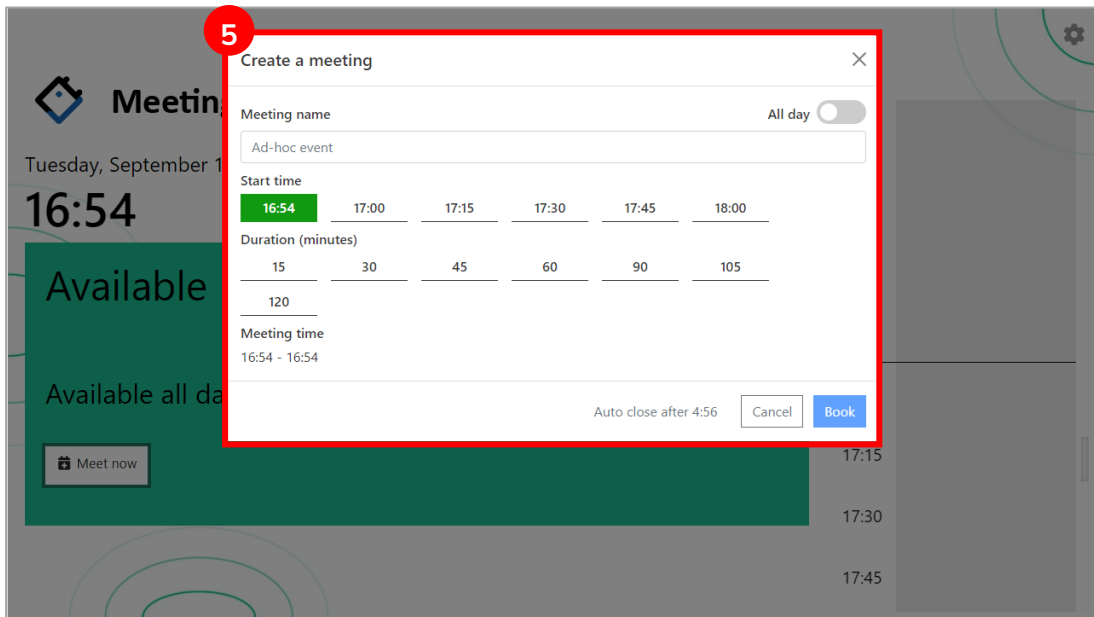 5
Create a meeting
Meeting
Meeting name
All day
Ad-hoc event
Tuesday, September 1
Start time
16:54
16:54 17:00 17:15 17:30 17:45 18:00
Duration (minutes)
15 30 45 60 90 105
120
Available
Meeting time
16:54 - 16:54
Available all da
Auto close after 4:56 Cancel Book
Meet now
17:15
17:30
17:45